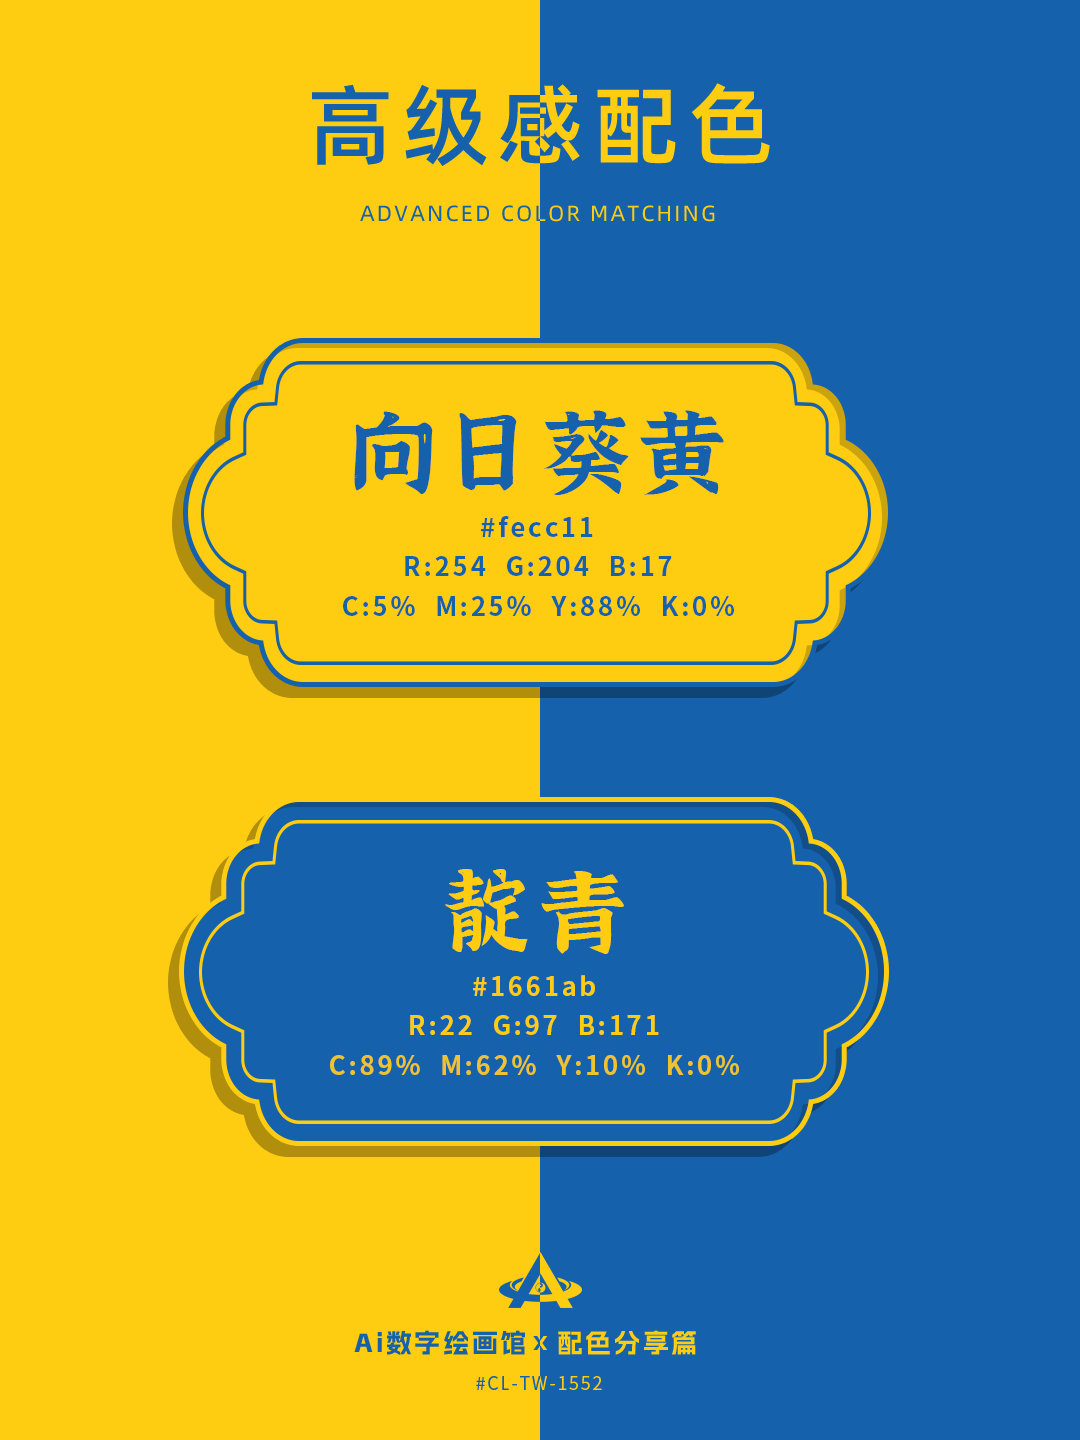 高级感配色
ADVANCED COLOR MATCHING
向日葵黄
#fecc11
R:254 G:204 B:17
C:5% M:25% Y:88% K:0%
靛青
#1661ab
R:22 G:97 B:171
C:89% M:62% Y:10% K:0%
Ai数字绘画馆 x 配色分享篇
#CL-TW-1552